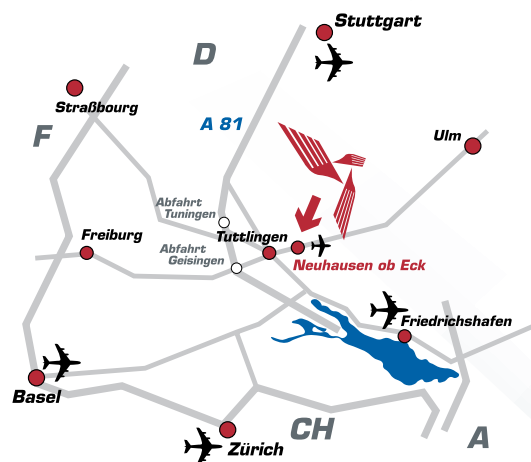 Stuttgart
D
Straßbourg
A 81
F
Ulm
Abfahrt
Tuningen
Freiburg
Tuttlingen
Abfahrt
Geisingen
Neuhausen ob Eck
Friedrichshafen
Basel
CH
A
Zürich